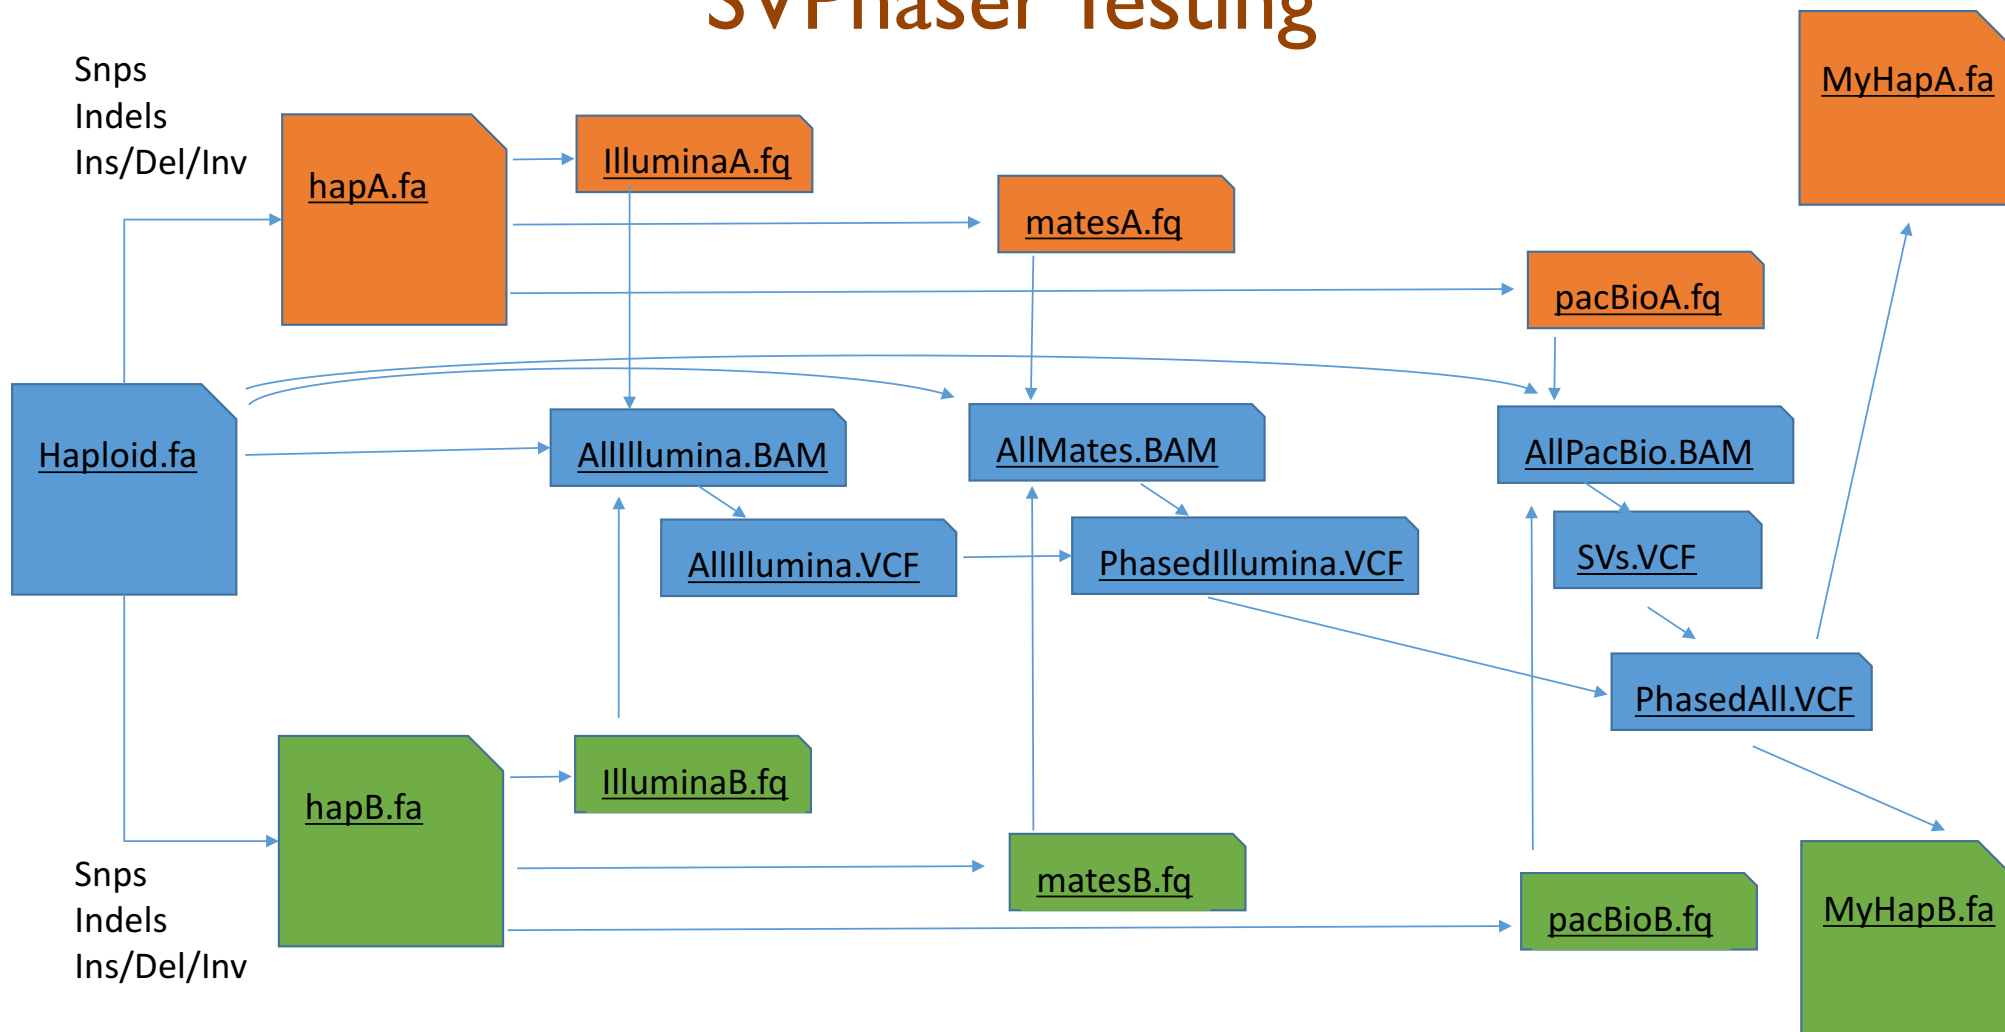 SVPhaser Testing
Snps
Indels
Ins/Del/Inv
hapA.fa
IlluminaA.fq
matesA.fq
pacBioA.fq
MyHapA.fa
Haploid.fa
AllIllumina.BAM
AllMates.BAM
AllPacBio.BAM
AllIllumina.VCF
PhasedIllumina.VCF
SVs.VCF
PhasedAll.VCF
hapB.fa
IlluminaB.fq
matesB.fq
pacBioB.fq
MyHapB.fa
Snps
Indels
Ins/Del/Inv